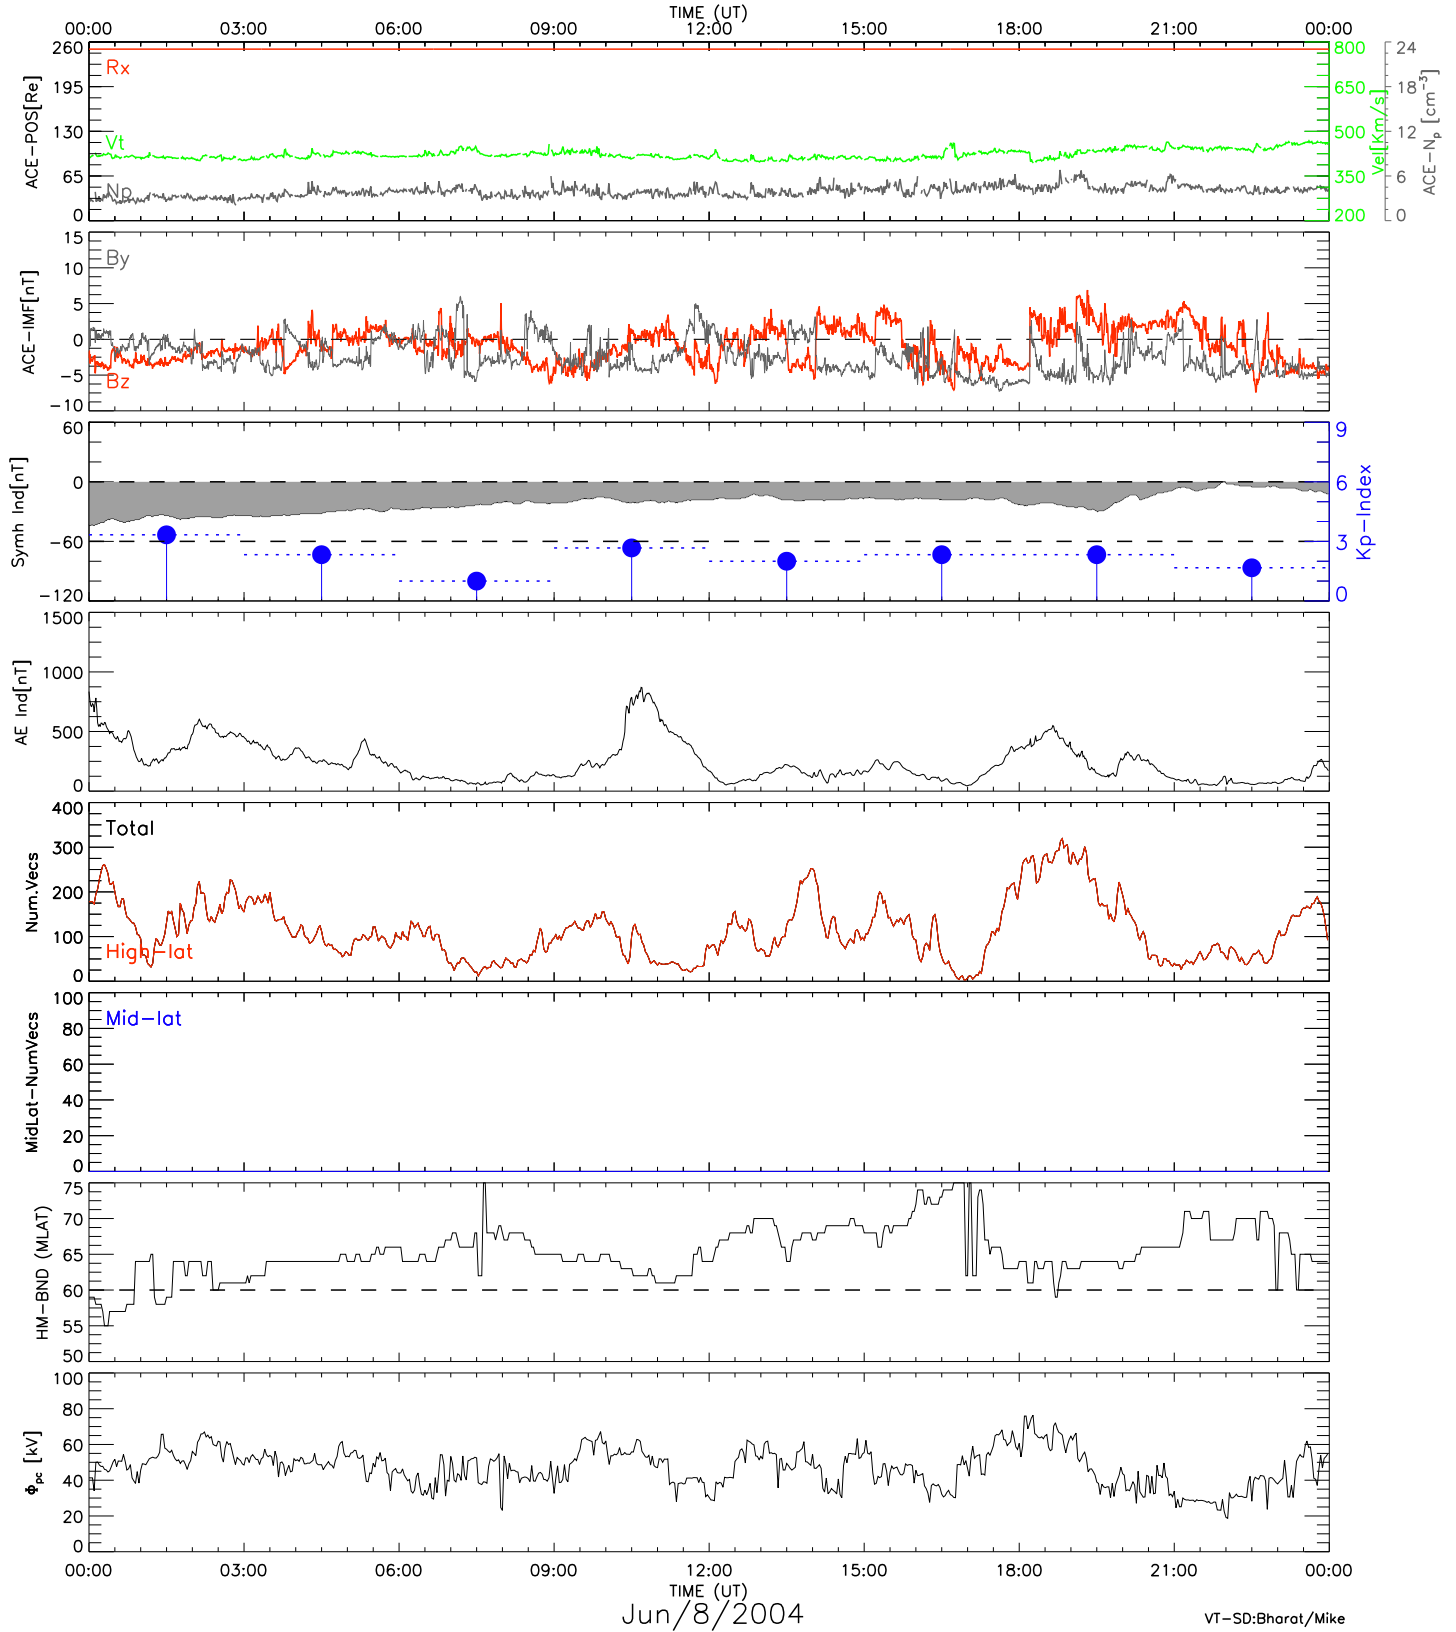 TIME (UT)
00:00 03:00 06:00 09:00 12:00 15:00 18:00 21:00 00:00
ACE-POS[Re]
260
195
130
65
0
Rx
Vt
Np
800
650
500
350
200
Vel[Km/s]
24
18
12
6
0
ACE-Np [cm-3]
ACE-IMF[nT]
15
10
5
0
-5
-10
By
Bz
Symh Ind[nT]
60
0
-60
-120
9
6
3
0
Kp-Index
AE Ind[nT]
1500
1000
500
0
Num.Vecs
400
300
200
100
0
Total
High-lat
MidLat-NumVecs
100
80
60
40
20
0
Mid-lat
HM-BND (MLAT)
75
70
65
60
55
50
Φpc [kV]
100
80
60
40
20
0
00:00 03:00 06:00 09:00 12:00 15:00 18:00 21:00 00:00
TIME (UT)
Jun/8/2004
VT-SD:Bharat/Mike